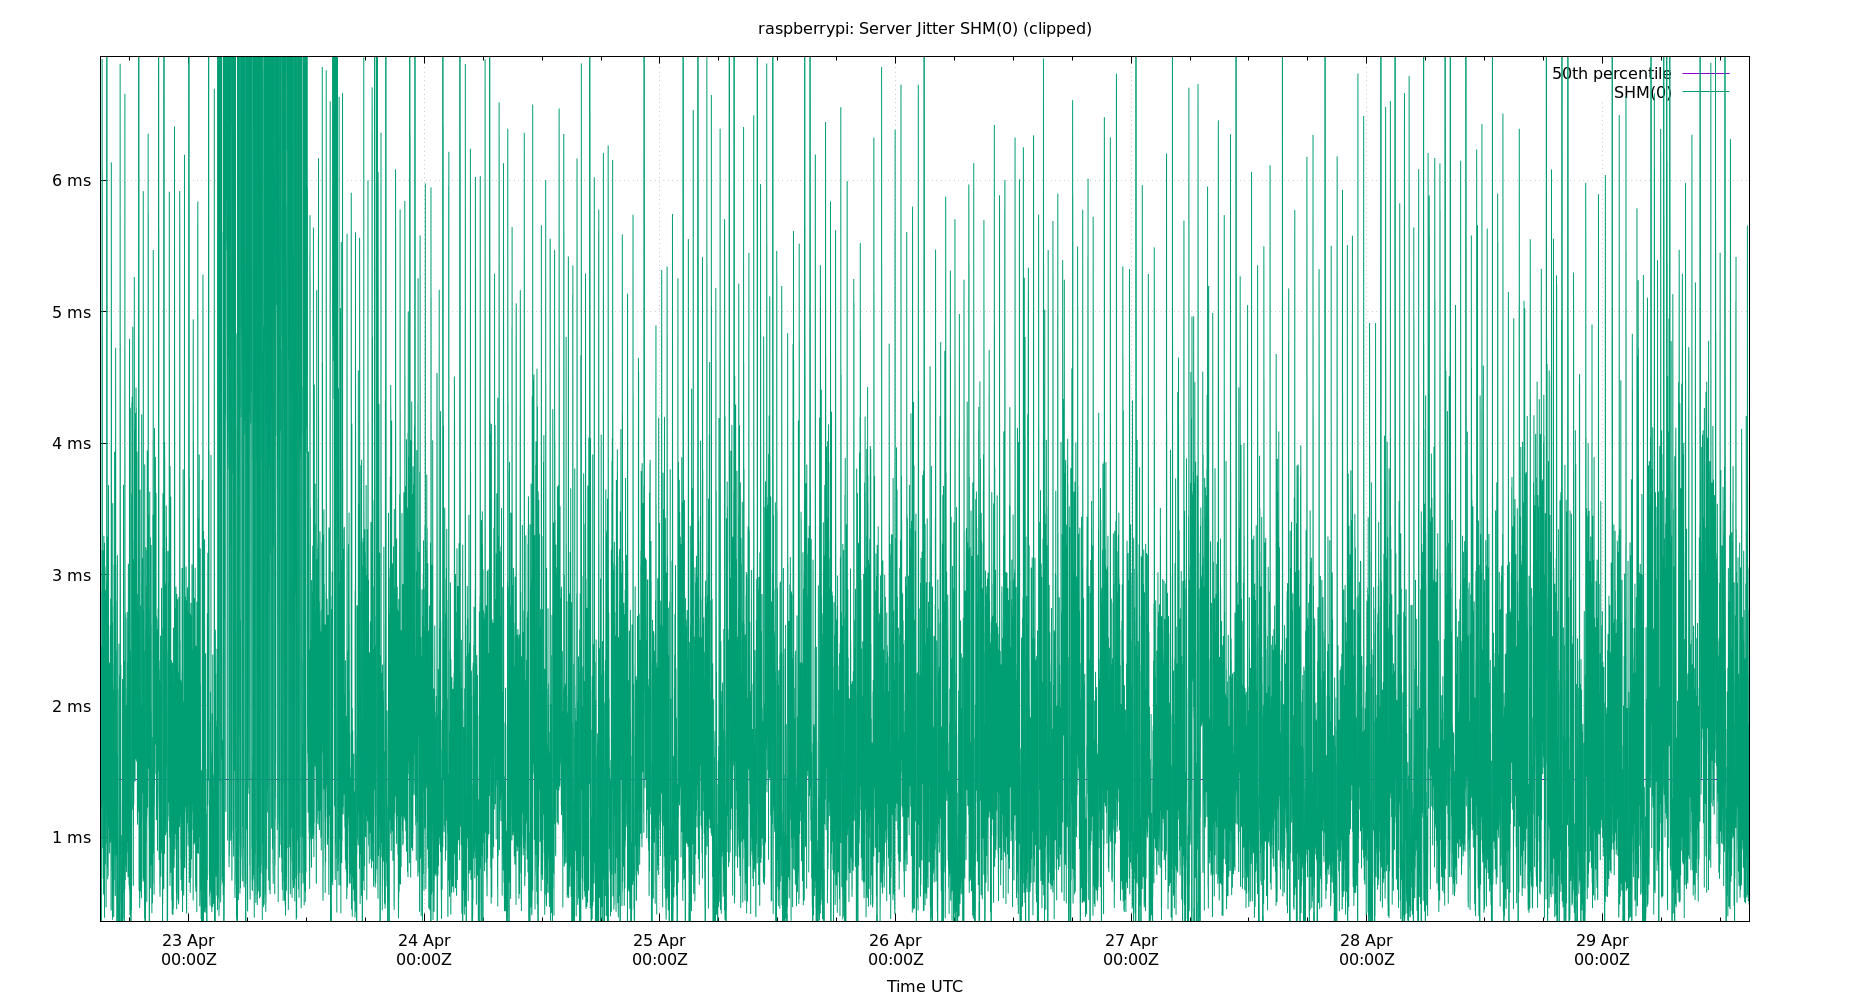 raspberrypi: Server Jitter SHM(0) (clipped)
50th percentile
SHM(0)
6 ms
5 ms
4 ms
3 ms
2 ms
1 ms
23 Apr 24 Apr 25 Apr 26 Apr 27 Apr 28 Apr 29 Apr
00:00Z 00:00Z 00:00Z 00:00Z 00:00Z 00:00Z 00:00Z
Time UTC